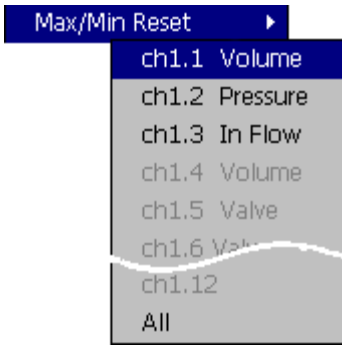 Max/Min Reset
ch1.1 Volume
ch1.2 Pressure
ch1.3 In Flow
ch1.4 Volume
ch1.5 Valve
ch1.6
ch1.12
All